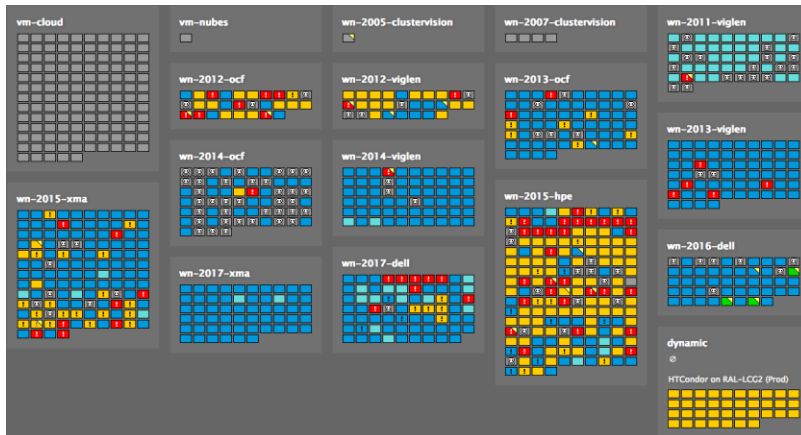 vm-cloud
vm-nubes
wn-2005-clustervision
wn-2007-clustervision
wn-2011-viglen
wn-2012-ocf
wn-2012-viglen
wn-2013-ocf
wn-2013-viglen
wn-2014-ocf
wn-2014-viglen
wn-2015-xma
wn-2015-hpe
wn-2016-dell
wn-2017-xma
wn-2017-dell
dynamic
∅
HTCondor on RAL-LCG2 (Prod)